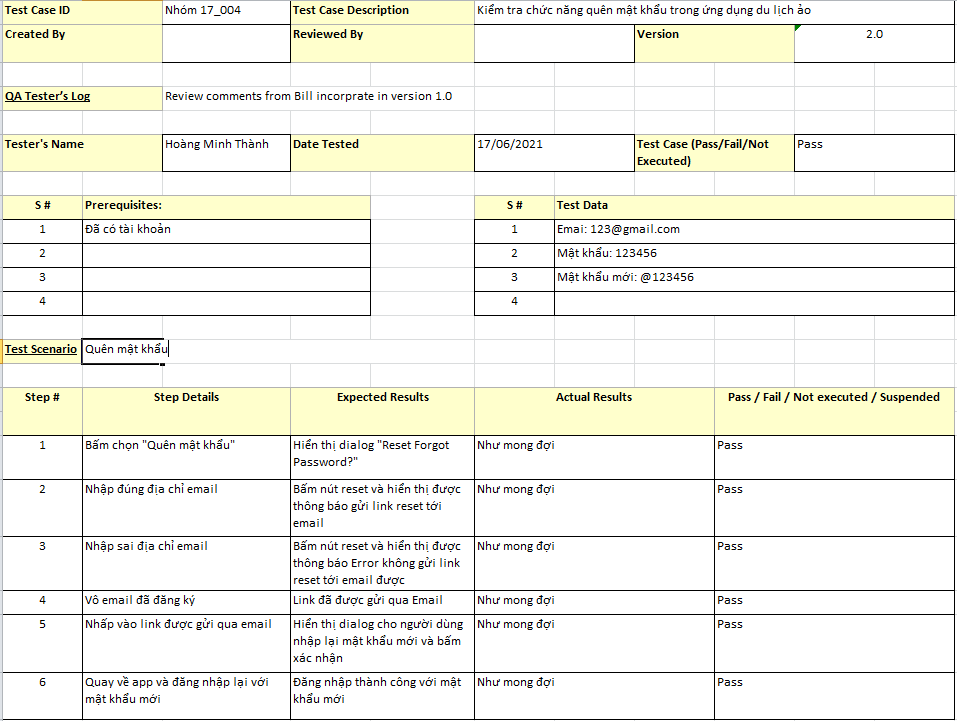 Test Case ID Nhóm 17_004 Test Case Description Kiểm tra chức năng quên mật khẩu trong ứng dụng du lịch ảo
Created By Reviewed By Version 2.0
QA Tester's Log Review comments from Bill incorprate in version 1.0
Tester's Name Hoàng Minh Thành Date Tested 17/06/2021 Test Case (Pass/Fail/Not Pass
Executed)
S # Prerequisites: S # Test Data
1 Đã có tài khoản 1 Emai: 123@gmail.com
2 2 Mật khẩu: 123456
3 3 Mật khẩu mới: @123456
4 4
Test Scenario Quên mật khẩu
Step # Step Details Expected Results Actual Results Pass / Fail / Not executed / Suspended
1 Bấm chọn "Quên mật khẩu" Hiển thị dialog "Reset Forgot Như mong đợi Pass
Password?"
2 Nhập đúng địa chỉ email Bấm nút reset và hiển thị được Như mong đợi Pass
thông báo gửi link reset tới
email
3 Nhập sai địa chỉ email Bấm nút reset và hiển thị được Như mong đợi Pass
thông báo Error không gửi link
reset tới email được
4 Vô email đã đăng ký Link đã được gửi qua Email Như mong đợi Pass
5 Nhấp vào link được gửi qua email Hiển thị dialog cho người dùng Như mong đợi Pass
nhập lại mật khẩu mới và bấm
xác nhận
6 Quay về app và đăng nhập lại với Đăng nhập thành công với mật Như mong đợi Pass
mật khẩu mới khẩu mới